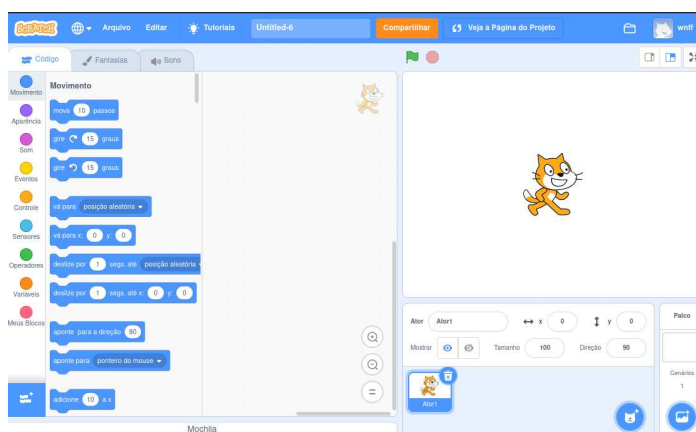 SCRATCH Arquivo Editar Tutoriais Untitled-6 Compartilhar Veja a Página do Projeto wnff
Código Fantasias Sons
Movimento
Aparência
Som
Eventos
Controle
Sensores
Operadores
Variáveis
Meus Blocos
Movimento
mova 10 passos
gire 15 graus
gire 15 graus
vá para posição aleatória
vá para x: 0 y: 0
deslize por 1 segs. até posição aleatória
deslize por 1 segs. até x: 0 y: 0
aponte para a direção 90
aponte para ponteiro do mouse
adicione 10 a x
Mochila
Ator Ator1 x 0 y 0
Mostrar Tamanho 100 Direção 90
Ator1
Palco
Cenários
1